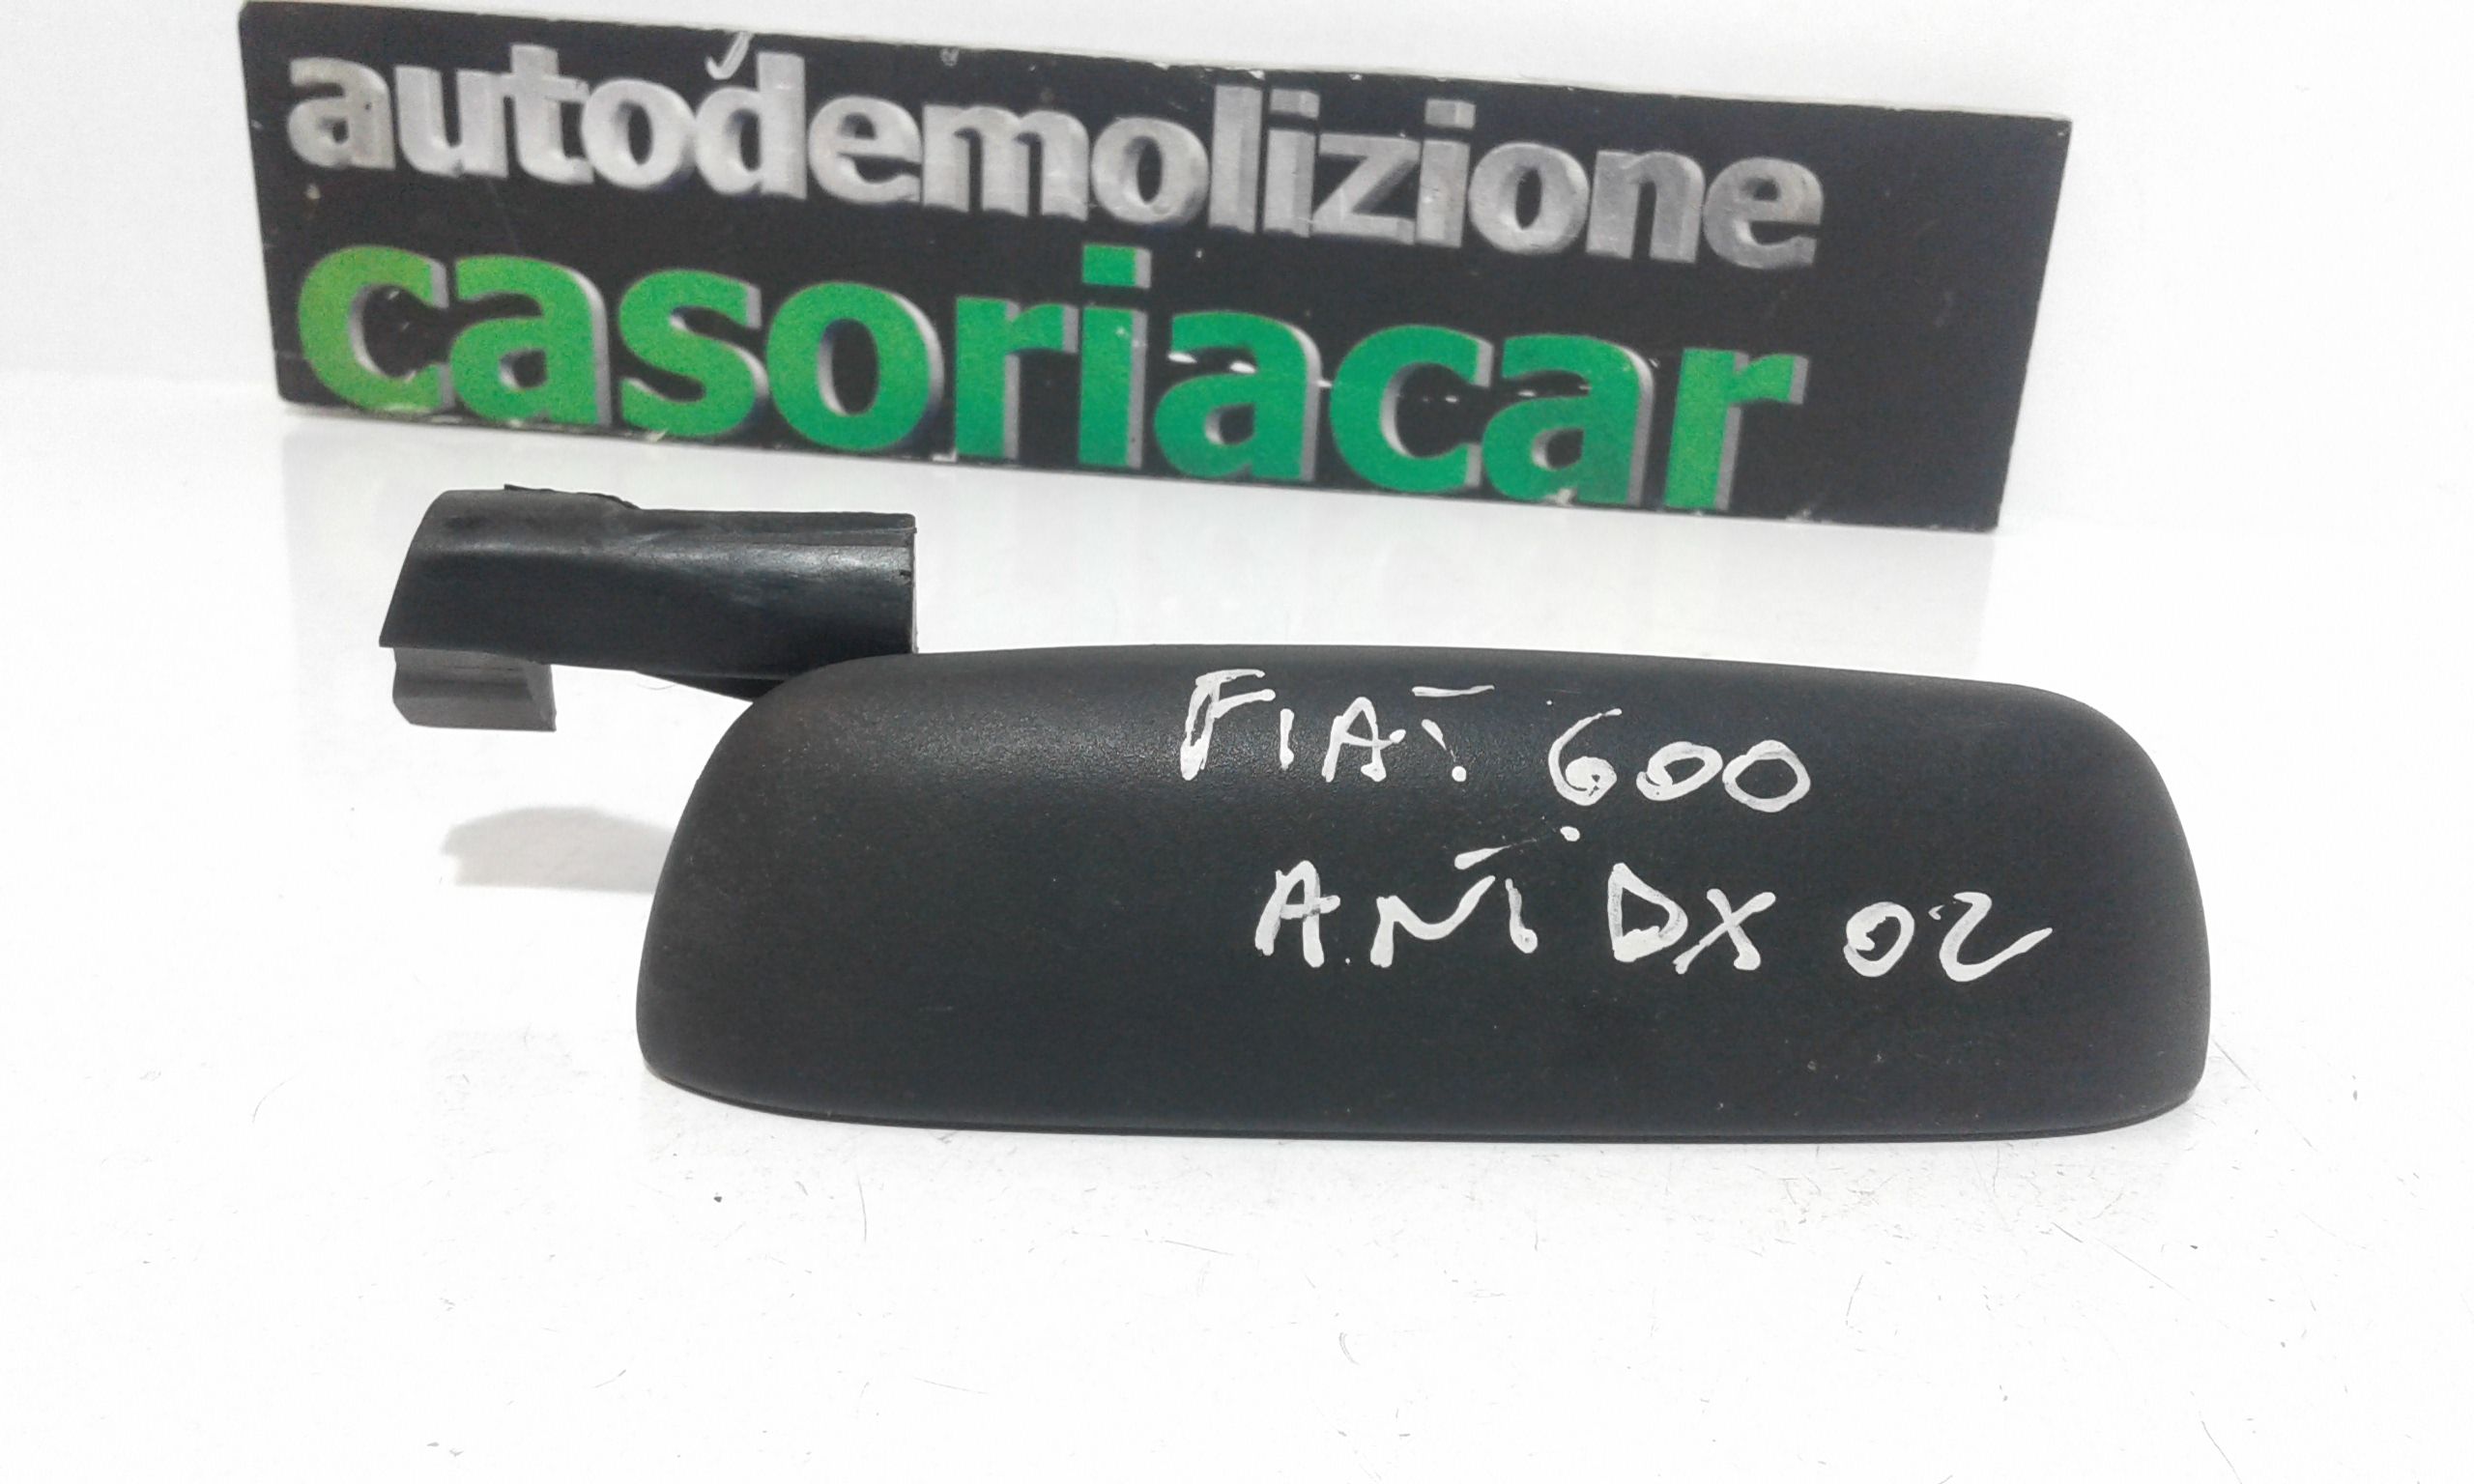 autodemolizione
casoriacar
FIAT 600
ANT DX 02